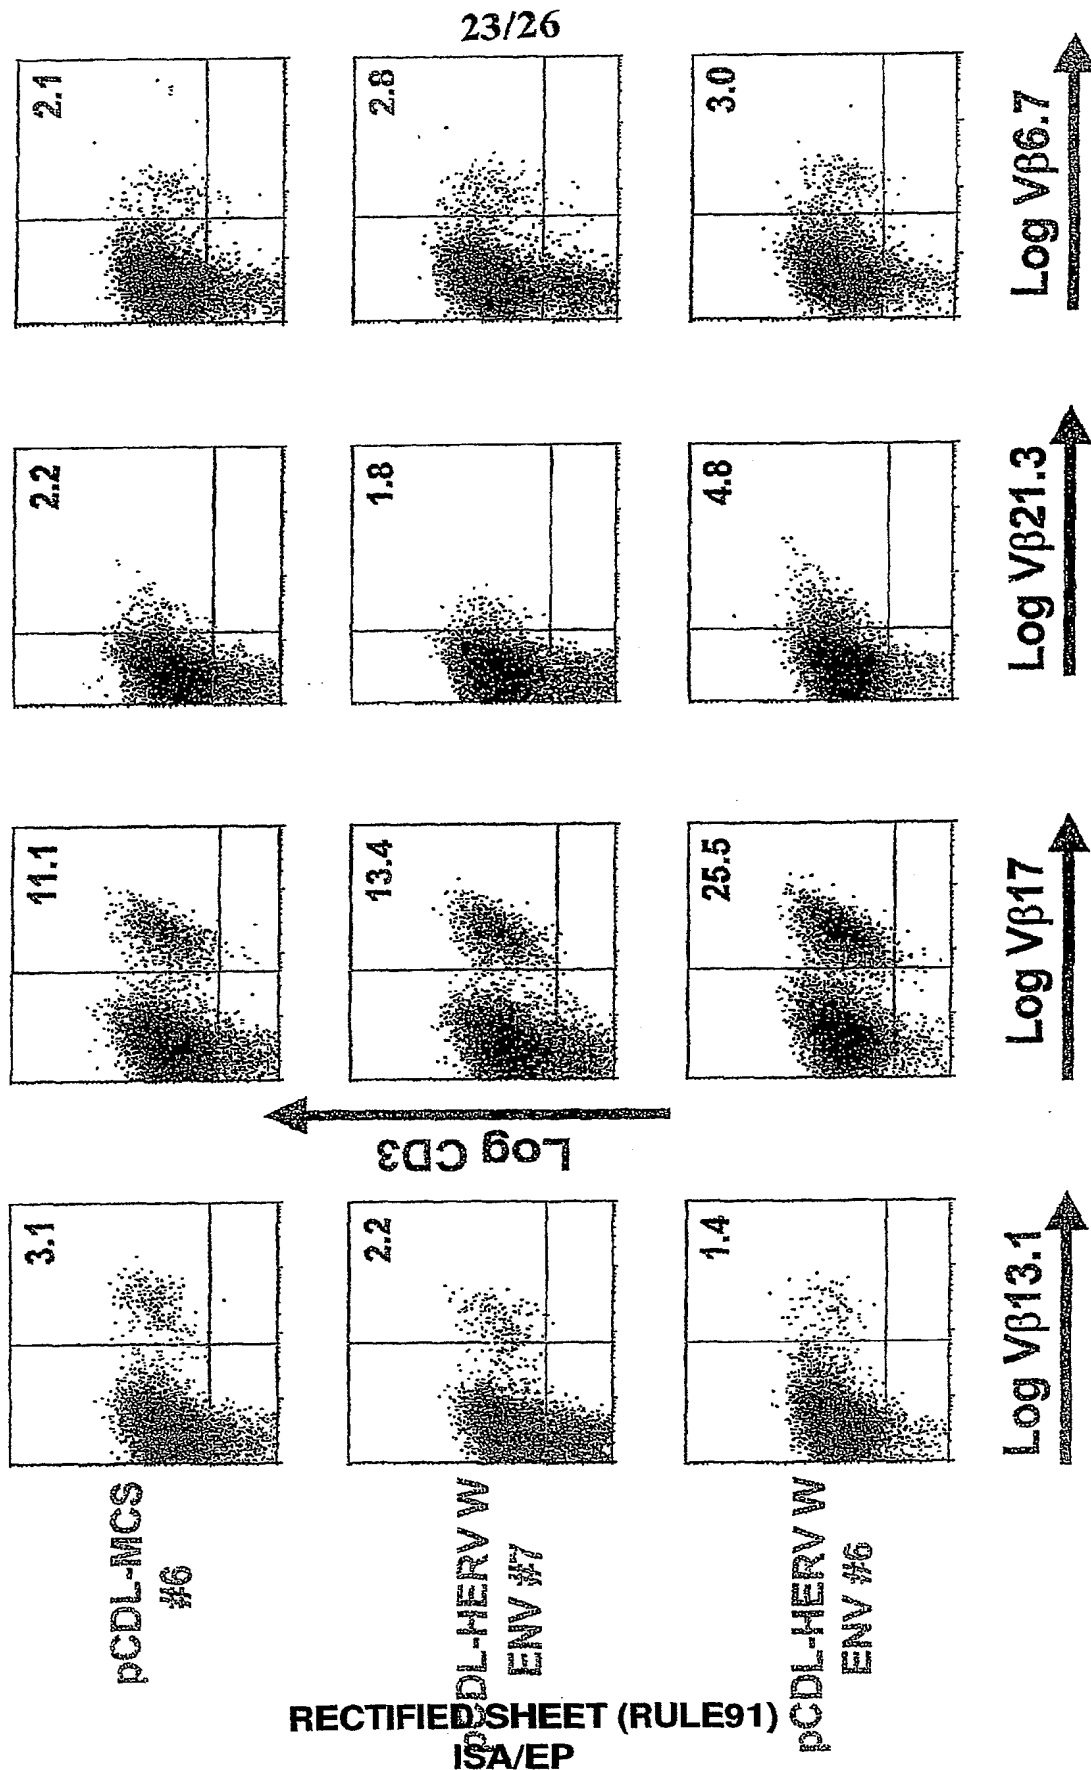 23/26
pCDL-MCS
#6
3.1
11.1
2.2
2.1
pCDL-HERV W
ENV #7
2.2
13.4
1.8
2.8
pCDL-HERV W
ENV #6
1.4
25.5
4.8
3.0
Log CD3
Log Vβ13.1
Log Vβ17
Log Vβ21.3
Log Vβ6.7
RECTIFIED SHEET (RULE91)
ISA/EP